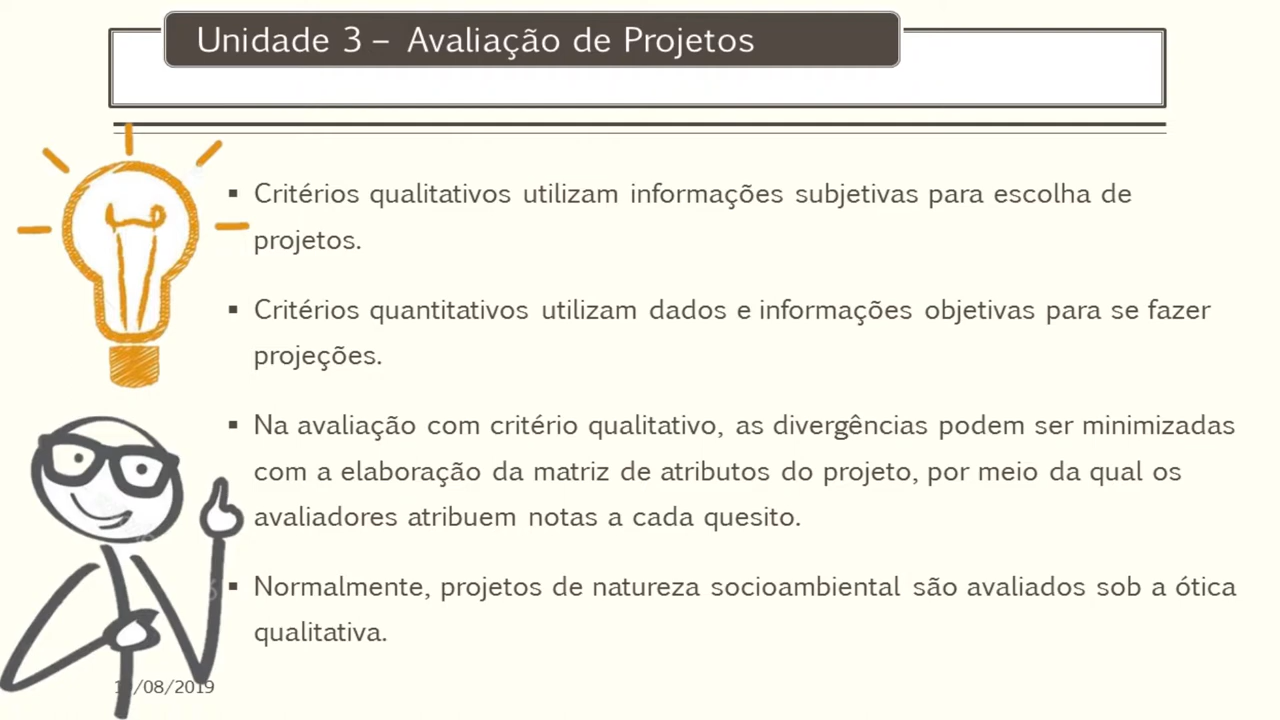 Unidade 3 – Avaliação de Projetos
▪ Critérios qualitativos utilizam informações subjetivas para escolha de
projetos.
▪ Critérios quantitativos utilizam dados e informações objetivas para se fazer
projeções.
▪ Na avaliação com critério qualitativo, as divergências podem ser minimizadas
com a elaboração da matriz de atributos do projeto, por meio da qual os
avaliadores atribuem notas a cada quesito.
▪ Normalmente, projetos de natureza socioambiental são avaliados sob a ótica
qualitativa.
/08/2019